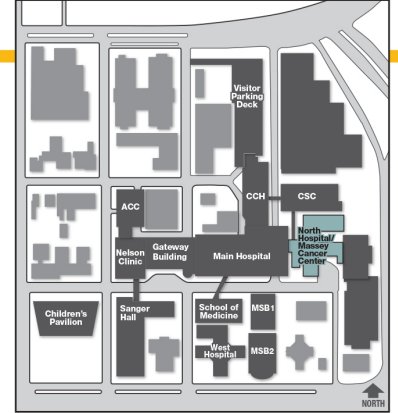 Visitor
Parking
Deck
ACC
CCH
CSC
Nelson
Clinic
Gateway
Building
Main Hospital
North
Hospital/
Massey
Cancer
Center
Children's
Pavilion
Sanger
Hall
School of
Medicine
MSB1
West
Hospital
MSB2
NORTH